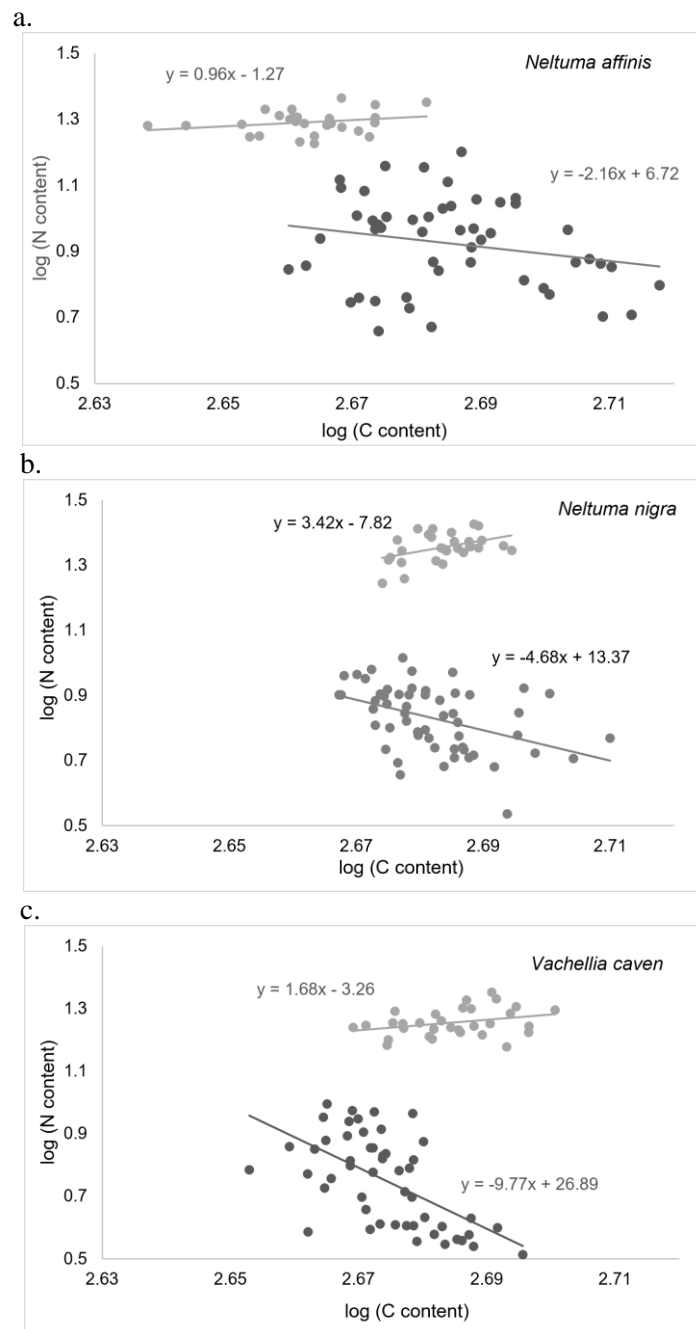 a.
1.5
y = 0.96x - 1.27
Neltuma affinis
1.3
y = -2.16x + 6.72
1.1
log (N content)
0.9
0.7
0.5
2.63 2.65 2.67 2.69 2.71
log (C content)
b.
1.5
y = 3.42x - 7.82
Neltuma nigra
1.3
1.1
y = -4.68x + 13.37
log (N content)
0.9
0.7
0.5
2.63 2.65 2.67 2.69 2.71
log (C content)
c.
1.5
Vachellia caven
y = 1.68x - 3.26
1.3
1.1
log (N content)
0.9
0.7
y = -9.77x + 26.89
0.5
2.63 2.65 2.67 2.69 2.71
log (C content)